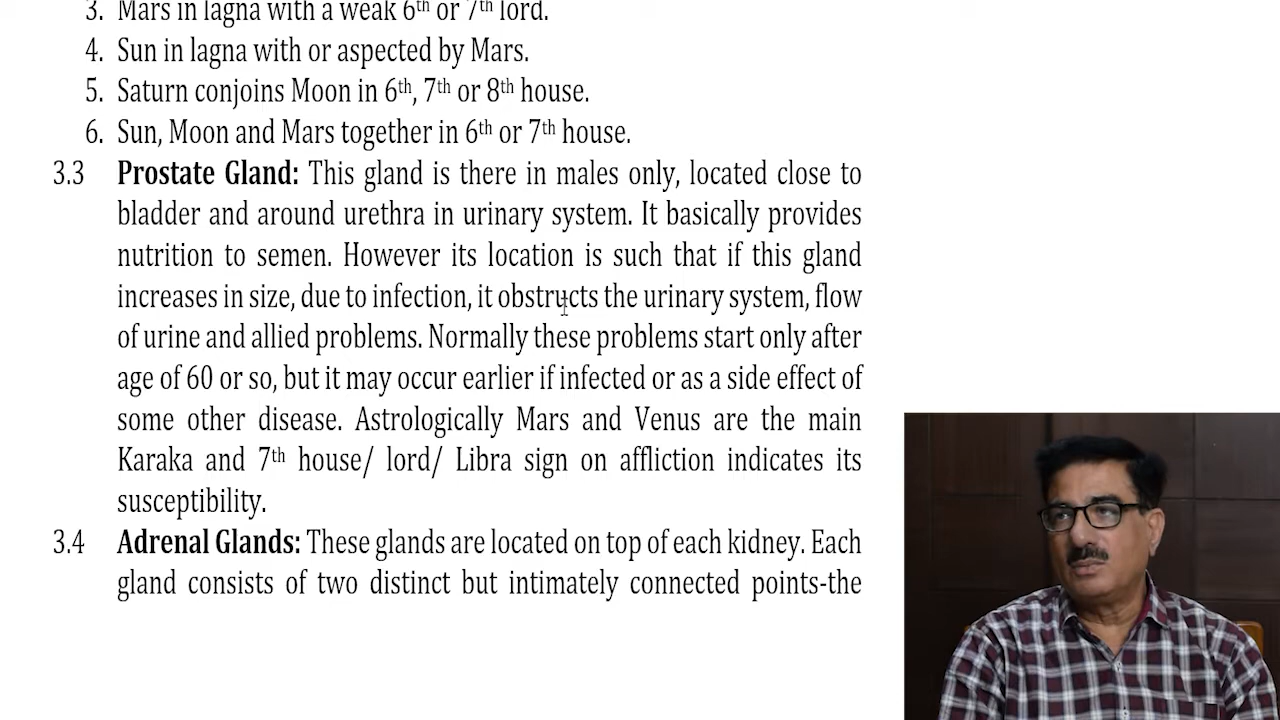 3. Mars in lagna with a weak 6th or 7th lord.
4. Sun in lagna with or aspected by Mars.
5. Saturn conjoins Moon in 6th, 7th or 8th house.
6. Sun, Moon and Mars together in 6th or 7th house.
3.3 Prostate Gland: This gland is there in males only, located close to
bladder and around urethra in urinary system. It basically provides
nutrition to semen. However its location is such that if this gland
increases in size, due to infection, it obstructs the urinary system, flow
of urine and allied problems. Normally these problems start only after
age of 60 or so, but it may occur earlier if infected or as a side effect of
some other disease. Astrologically Mars and Venus are the main
Karaka and 7th house/ lord/ Libra sign on affliction indicates its
susceptibility.
3.4 Adrenal Glands: These glands are located on top of each kidney. Each
gland consists of two distinct but intimately connected points-the